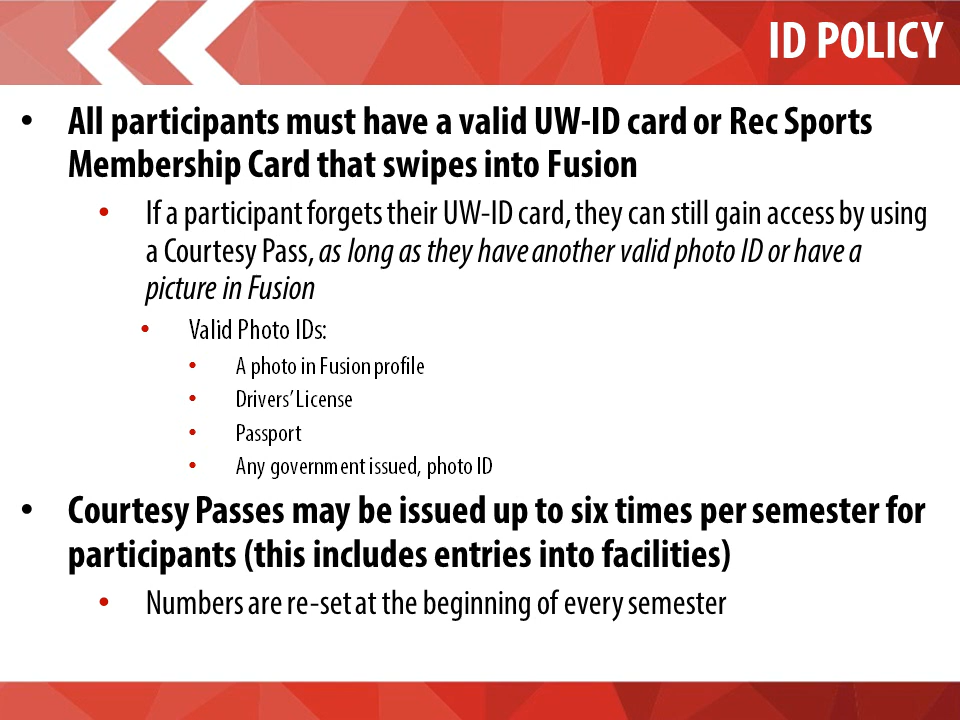 ID POLICY
• All participants must have a valid UW-ID card or Rec Sports
Membership Card that swipes into Fusion
• If a participant forgets their UW-ID card, they can still gain access by using
a Courtesy Pass, as long as they have another valid photo ID or have a
picture in Fusion
• Valid Photo IDs:
• A photo in Fusion profile
• Drivers’ License
• Passport
• Any government issued, photo ID
• Courtesy Passes may be issued up to six times per semester for
participants (this includes entries into facilities)
• Numbers are re-set at the beginning of every semester